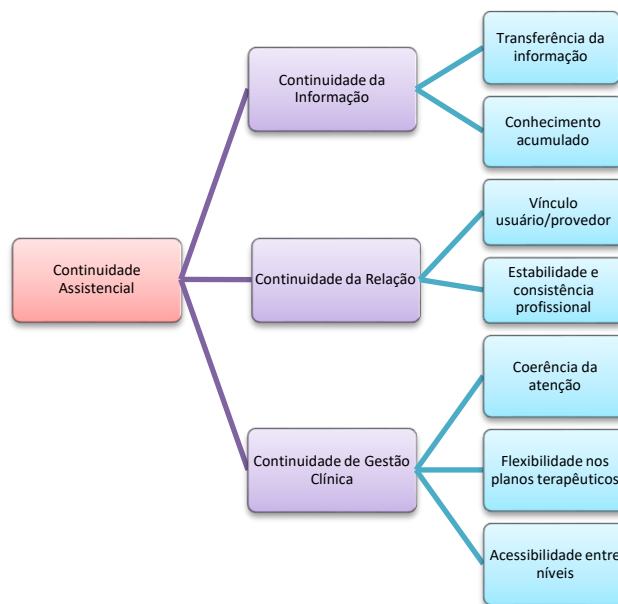 Continuidade
Assistencial
Continuidade da
Informação
Transferência da
informação
Conhecimento
acumulado
Continuidade da Relação
Vínculo
usuário/provedor
Estabilidade e
consistência
profissional
Continuidade de Gestão
Clínica
Coerência da
atenção
Flexibilidade nos
planos terapêuticos
Acessibilidade entre
níveis